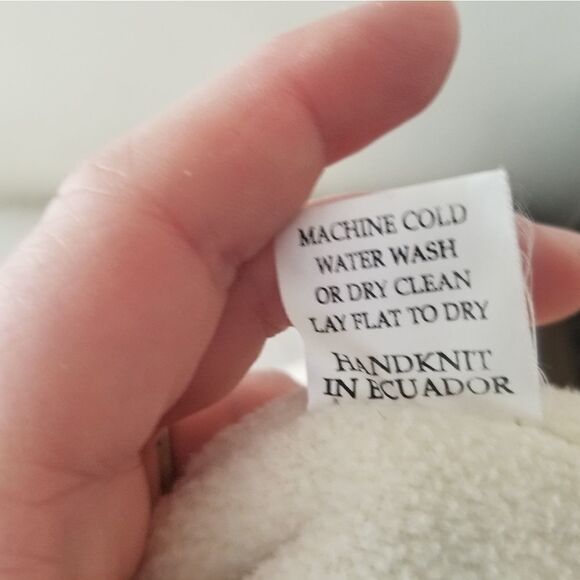 MACHINE COLD
WATER WASH
OR DRY CLEAN
LAY FLAT TO DRY
HANDKNIT
IN ECUADOR